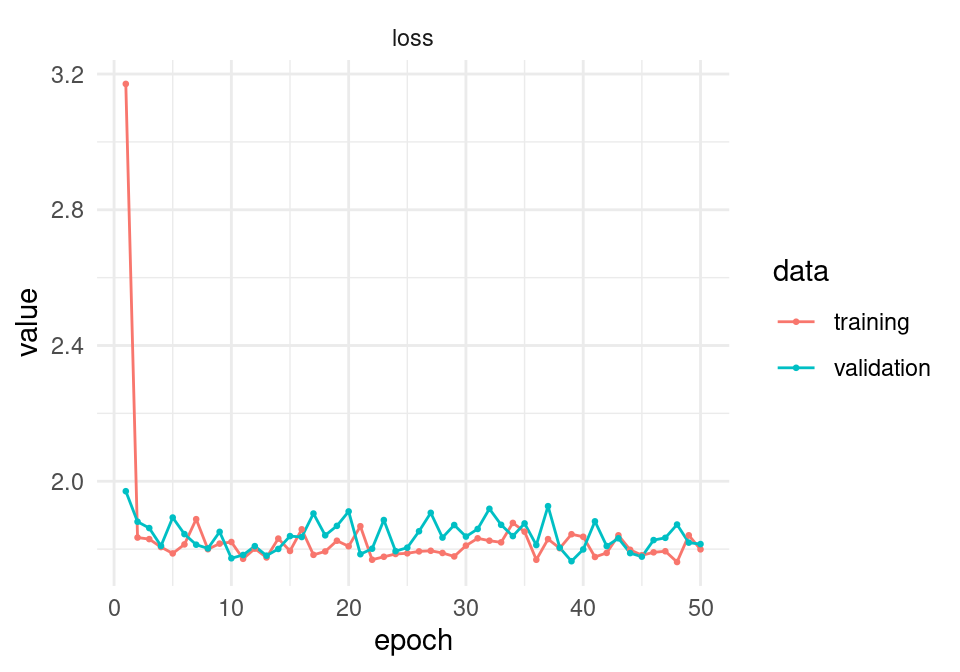 loss
3.2
2.8
2.4
2.0
value
0 10 20 30 40 50
epoch
data
training
validation